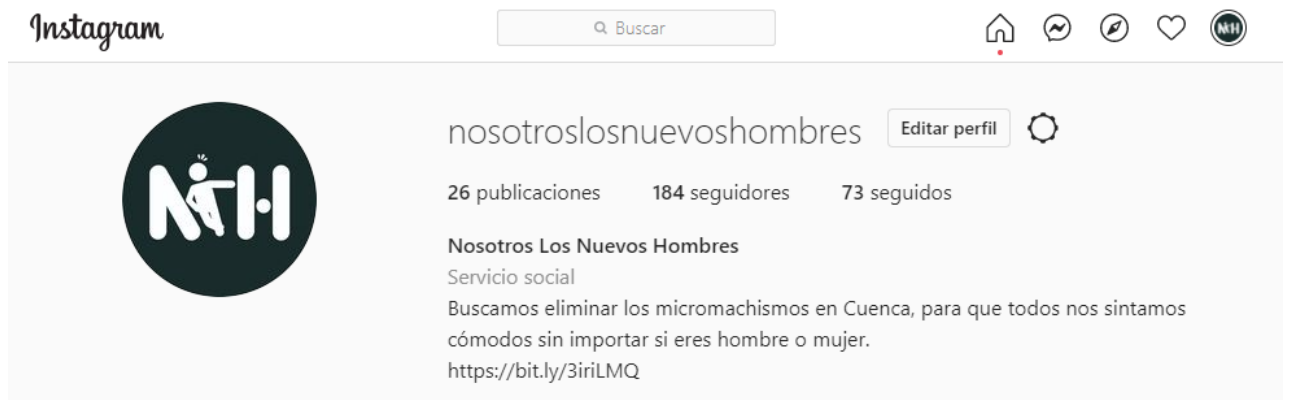 Instagram
Buscar
NH
nosotroslosnuevoshombres Editar perfil
26 publicaciones 184 seguidores 73 seguidos
NH
Nosotros Los Nuevos Hombres
Servicio social
Buscamos eliminar los micromachismos en Cuenca, para que todos nos sintamos
cómodos sin importar si eres hombre o mujer.
https://bit.ly/3iriLMQ